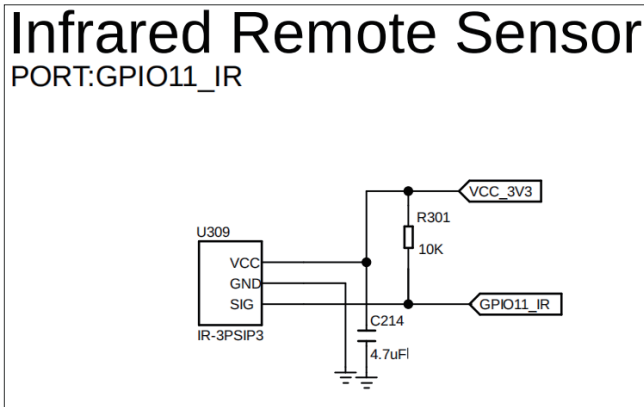 Infrared Remote Sensor
PORT:GPIO11_IR
VCC_3V3
R301
10K
U309
VCC
GND
SIG
IR-3PSIP3
GPIO11_IR
C214
4.7uF